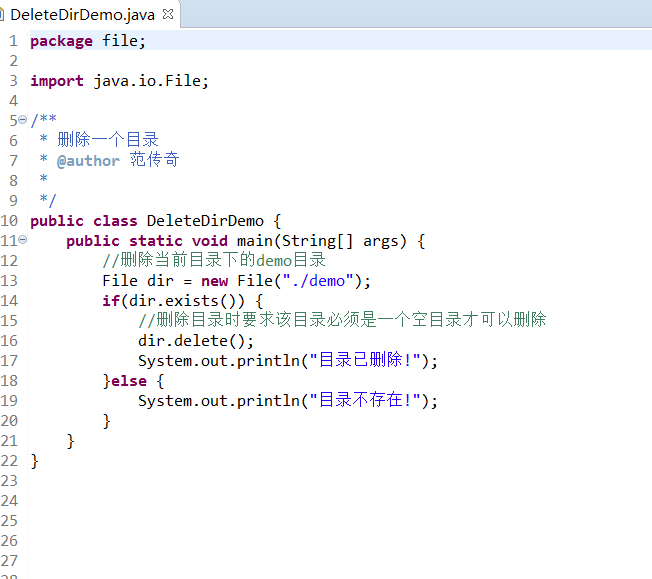 DeleteDirDemo.java
1 package file;
2
3 import java.io.File;
4
5 /**
6 * 删除一个目录
7 * @author 范传奇
8 *
9 */
10 public class DeleteDirDemo {
11 public static void main(String[] args) {
12 //删除当前目录下的demo目录
13 File dir = new File("./demo");
14 if(dir.exists()) {
15 //删除目录时要求该目录必须是一个空目录才可以删除
16 dir.delete();
17 System.out.println("目录已删除!");
18 }else {
19 System.out.println("目录不存在!");
20 }
21 }
22 }
23
24
25
26
27